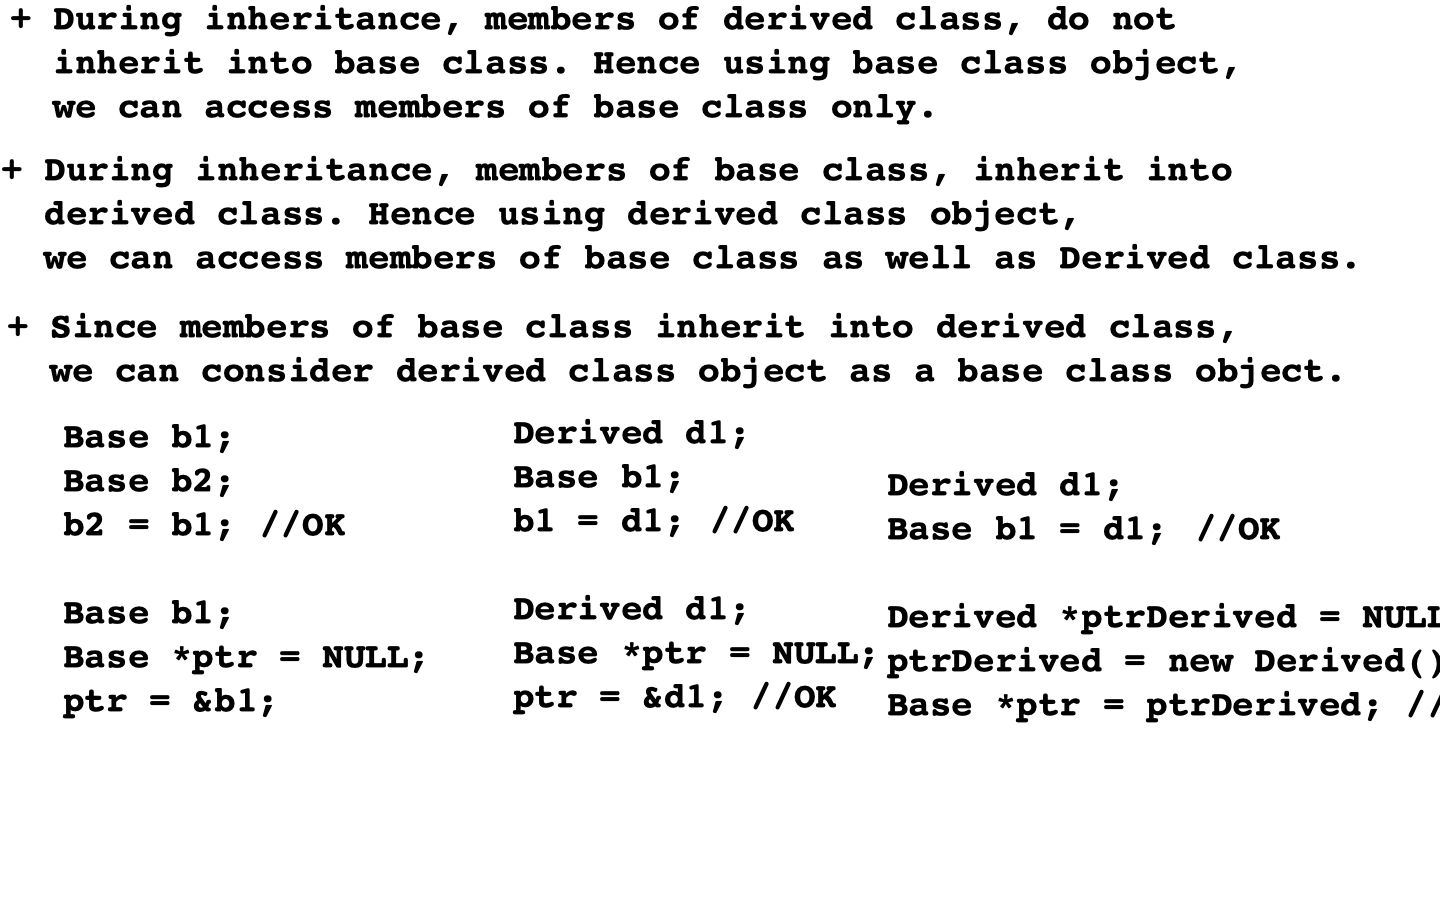 + During inheritance, members of derived class, do not
inherit into base class. Hence using base class object,
we can access members of base class only.
+ During inheritance, members of base class, inherit into
derived class. Hence using derived class object,
we can access members of base class as well as Derived class.
+ Since members of base class inherit into derived class,
we can consider derived class object as a base class object.
Base b1;
Base b2;
b2 = b1; //OK
Derived d1;
Base b1;
b1 = d1; //OK
Derived d1;
Base b1 = d1; //OK
Base b1;
Base *ptr = NULL;
ptr = &b1;
Derived d1;
Base *ptr = NULL;
ptr = &d1; //OK
Derived *ptrDerived = NULL
ptrDerived = new Derived()
Base *ptr = ptrDerived; //